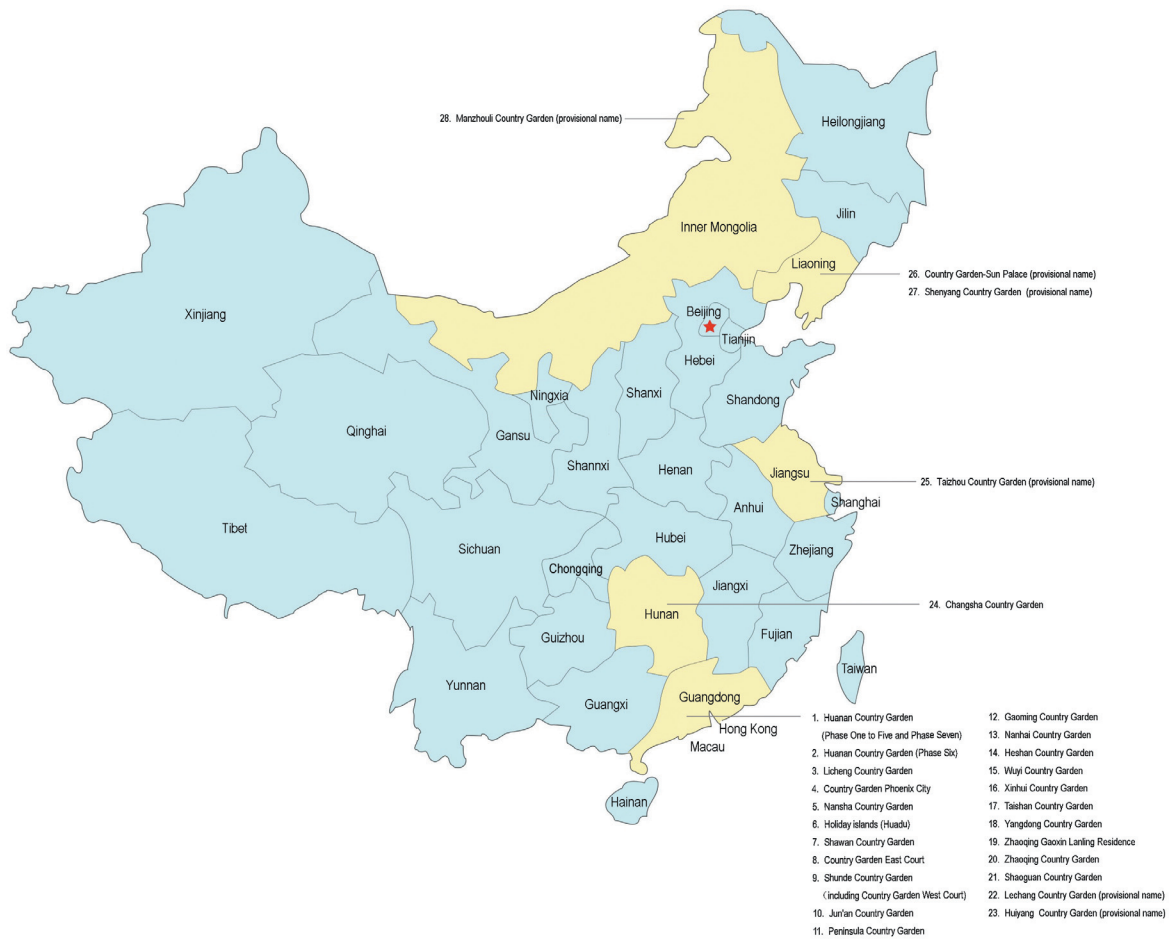 28. Manzhouli Country Garden (provisional name)
Heilongjiang
Jilin
Inner Mongolia
Liaoning
26. Country Garden-Sun Palace (provisional name)
27. Shenyang Country Garden (provisional name)
Xinjiang
Beijing
Tianjin
Hebei
Ningxia
Shanxi
Shandong
Qinghai
Gansu
Shannxi
Henan
Jiangsu
25. Taizhou Country Garden (provisional name)
Shanghai
Anhui
Tibet
Sichuan
Hubei
Zhejiang
Chongqing
Jiangxi
24. Changsha Country Garden
Hunan
Guizhou
Fujian
Taiwan
Yunnan
Guangxi
Guangdong
Hong Kong
Macau
Hainan
1. Huanan Country Garden
(Phase One to Five and Phase Seven)
2. Huanan Country Garden (Phase Six)
3. Licheng Country Garden
4. Country Garden Phoenix City
5. Nansha Country Garden
6. Holiday islands (Huadu)
7. Shawan Country Garden
8. Country Garden East Court
9. Shunde Country Garden
(including Country Garden West Court)
10. Jun'an Country Garden
11. Peninsula Country Garden
12. Gaoming Country Garden
13. Nanhai Country Garden
14. Heshan Country Garden
15. Wuyi Country Garden
16. Xinhui Country Garden
17. Taishan Country Garden
18. Yangdong Country Garden
19. Zhaoqing Gaoxin Lanling Residence
20. Zhaoqing Country Garden
21. Shaoguan Country Garden
22. Lechang Country Garden (provisional name)
23. Huiyang Country Garden (provisional name)